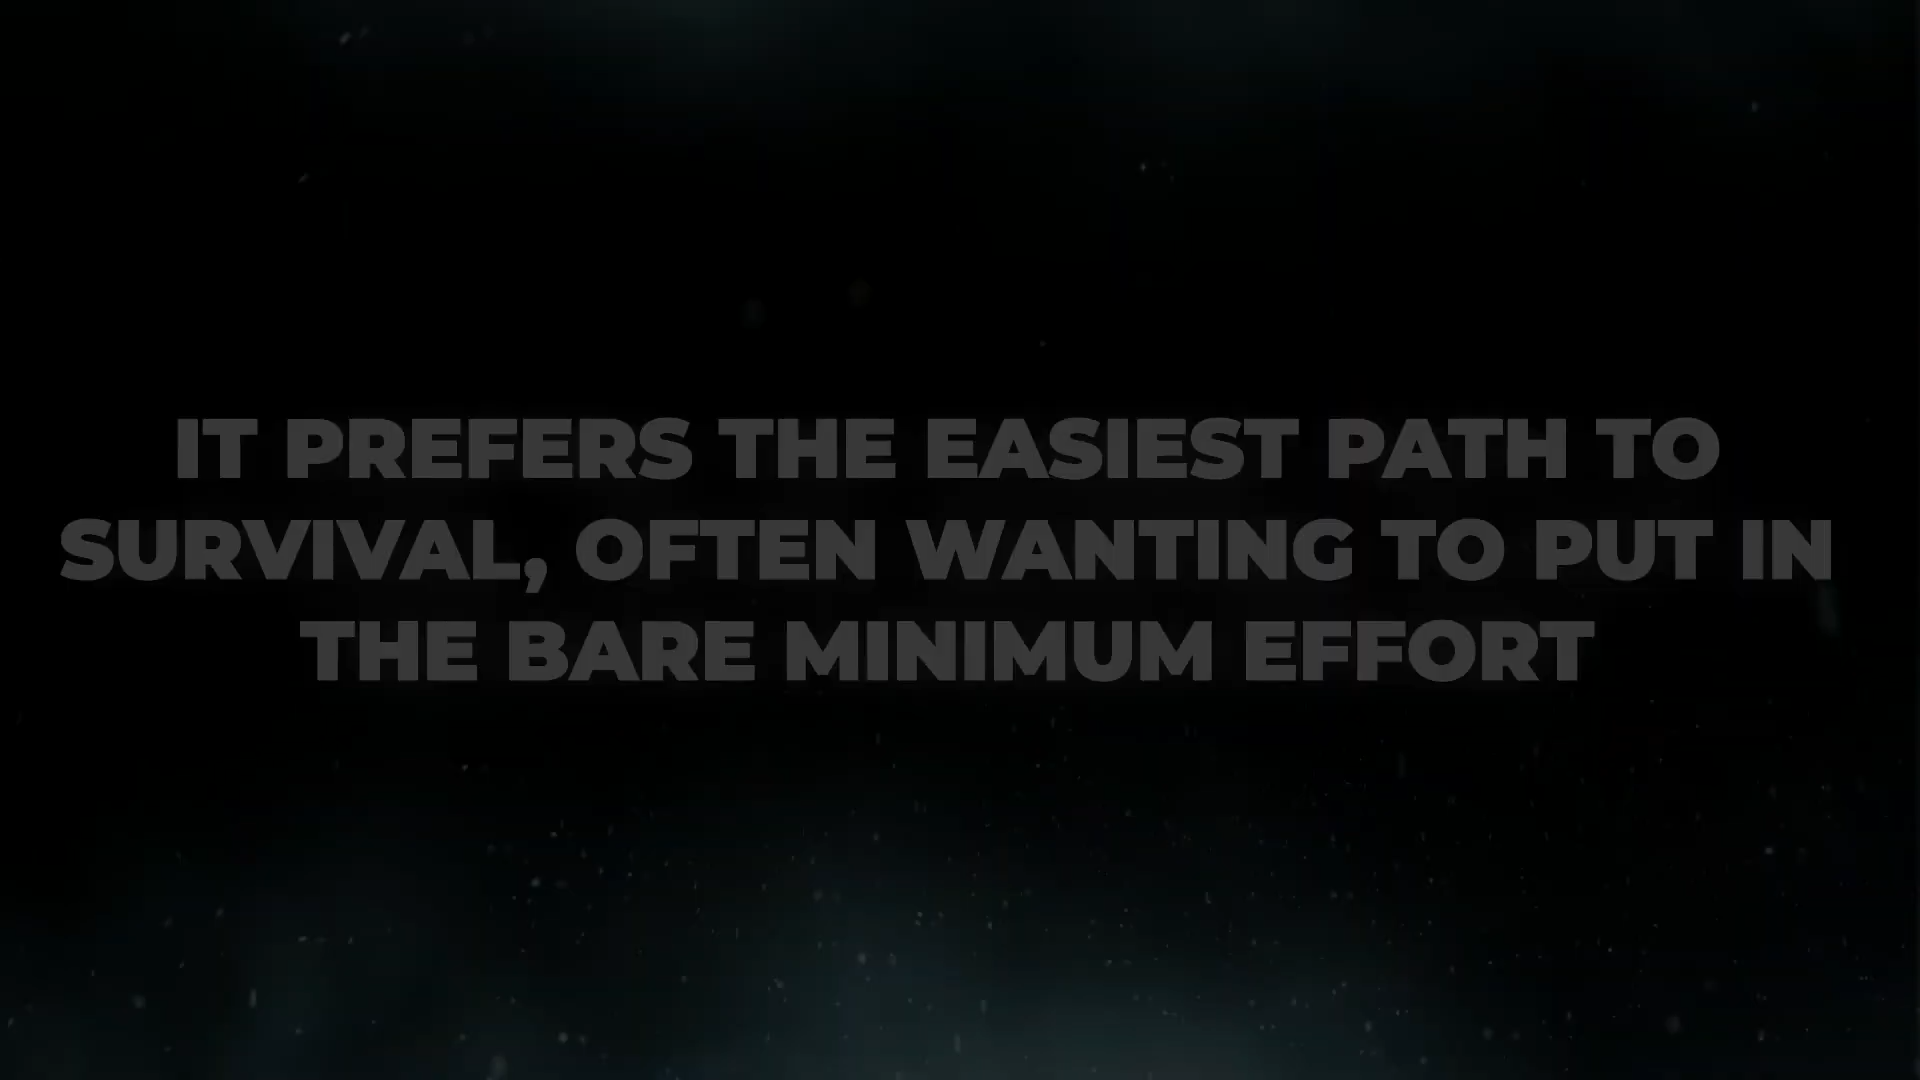 IT PREFERS THE EASIEST PATH TO
SURVIVAL, OFTEN WANTING TO PUT IN
THE BARE MINIMUM EFFORT